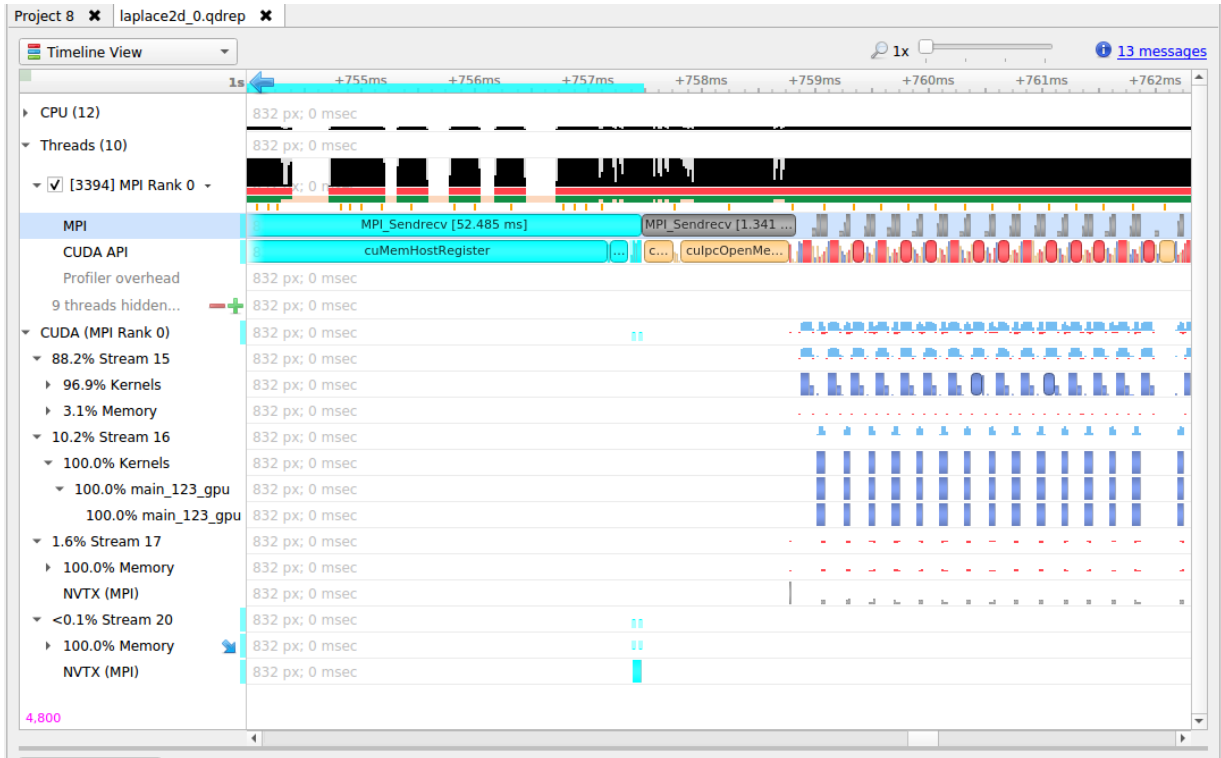 Project 8 ✖ laplace2d_0.qdrep ✖
Timeline View 1x 13 messages
1s +755ms +756ms +757ms +758ms +759ms +760ms +761ms +762ms
CPU (12) 832 px; 0 msec
Threads (10) 832 px; 0 msec
[3394] MPI Rank 0
MPI MPI_Sendrecv [52.485 ms] MPI_Sendrecv [1.341 ...
CUDA API cuMemHostRegister ... c... cuIpcOpenMe...
Profiler overhead 832 px; 0 msec
9 threads hidden... 832 px; 0 msec
CUDA (MPI Rank 0) 832 px; 0 msec
88.2% Stream 15 832 px; 0 msec
96.9% Kernels 832 px; 0 msec
3.1% Memory 832 px; 0 msec
10.2% Stream 16 832 px; 0 msec
100.0% Kernels 832 px; 0 msec
100.0% main_123_gpu 832 px; 0 msec
100.0% main_123_gpu 832 px; 0 msec
1.6% Stream 17 832 px; 0 msec
100.0% Memory 832 px; 0 msec
NVTX (MPI) 832 px; 0 msec
<0.1% Stream 20 832 px; 0 msec
100.0% Memory 832 px; 0 msec
NVTX (MPI) 832 px; 0 msec
4,800